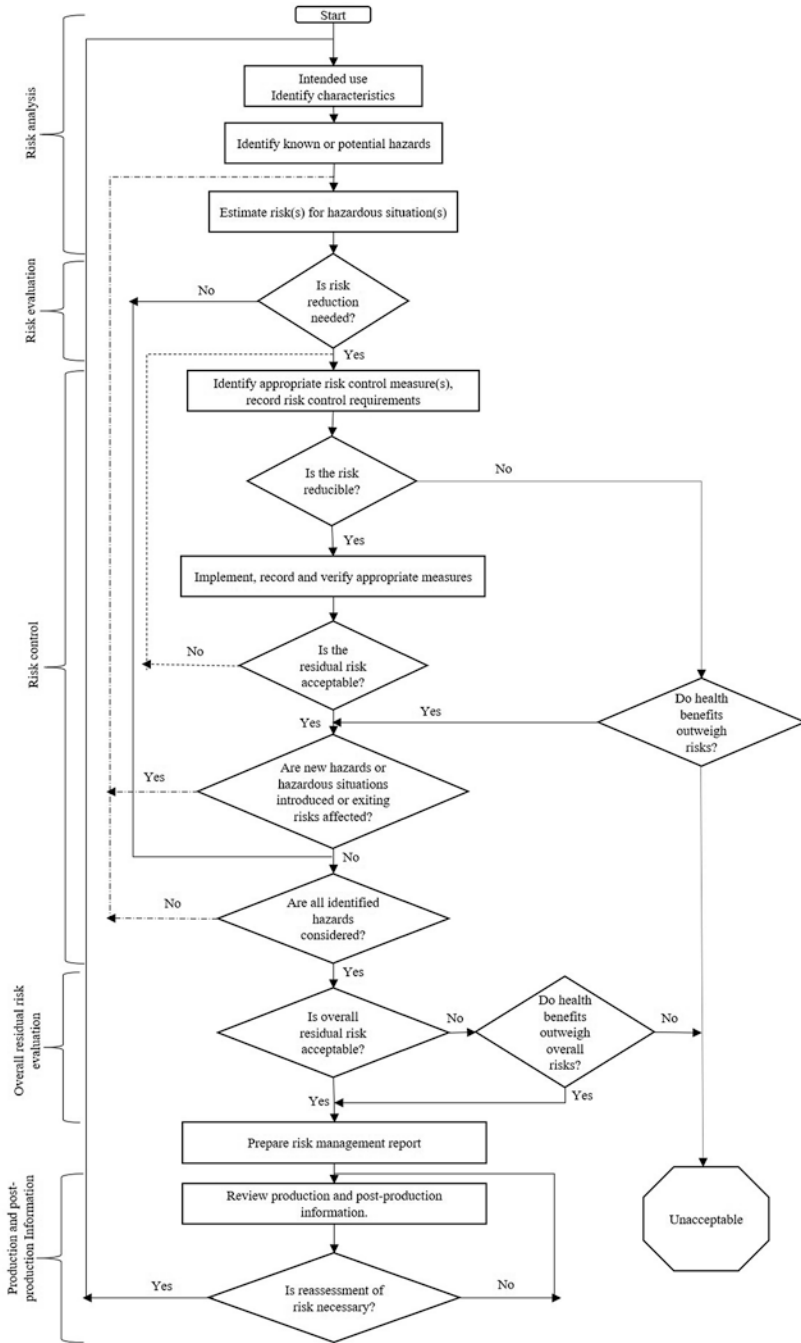 Start
Risk analysis
Intended use
Identify characteristics
Identify known or potential hazards
Estimate risk(s) for hazardous situation(s)
Risk evaluation
No
Is risk
reduction
needed?
Yes
Risk control
Identify appropriate risk control measure(s),
record risk control requirements
Is the risk
reducible?
No
Yes
Implement, record and verify appropriate measures
No
Is the
residual risk
acceptable?
Yes
Yes
Do health
benefits
outweigh
risks?
Yes
Are new hazards or
hazardous situations
introduced or exiting
risks affected?
No
No
Are all identified
hazards
considered?
Yes
Overall residual risk
evaluation
Is overall
residual risk
acceptable?
No
Do health
benefits
outweigh
overall
risks?
No
Yes
Yes
Prepare risk management report
Production and post-
production Information
Review production and post-production
information.
Unacceptable
Yes
Is reassessment of
risk necessary?
No